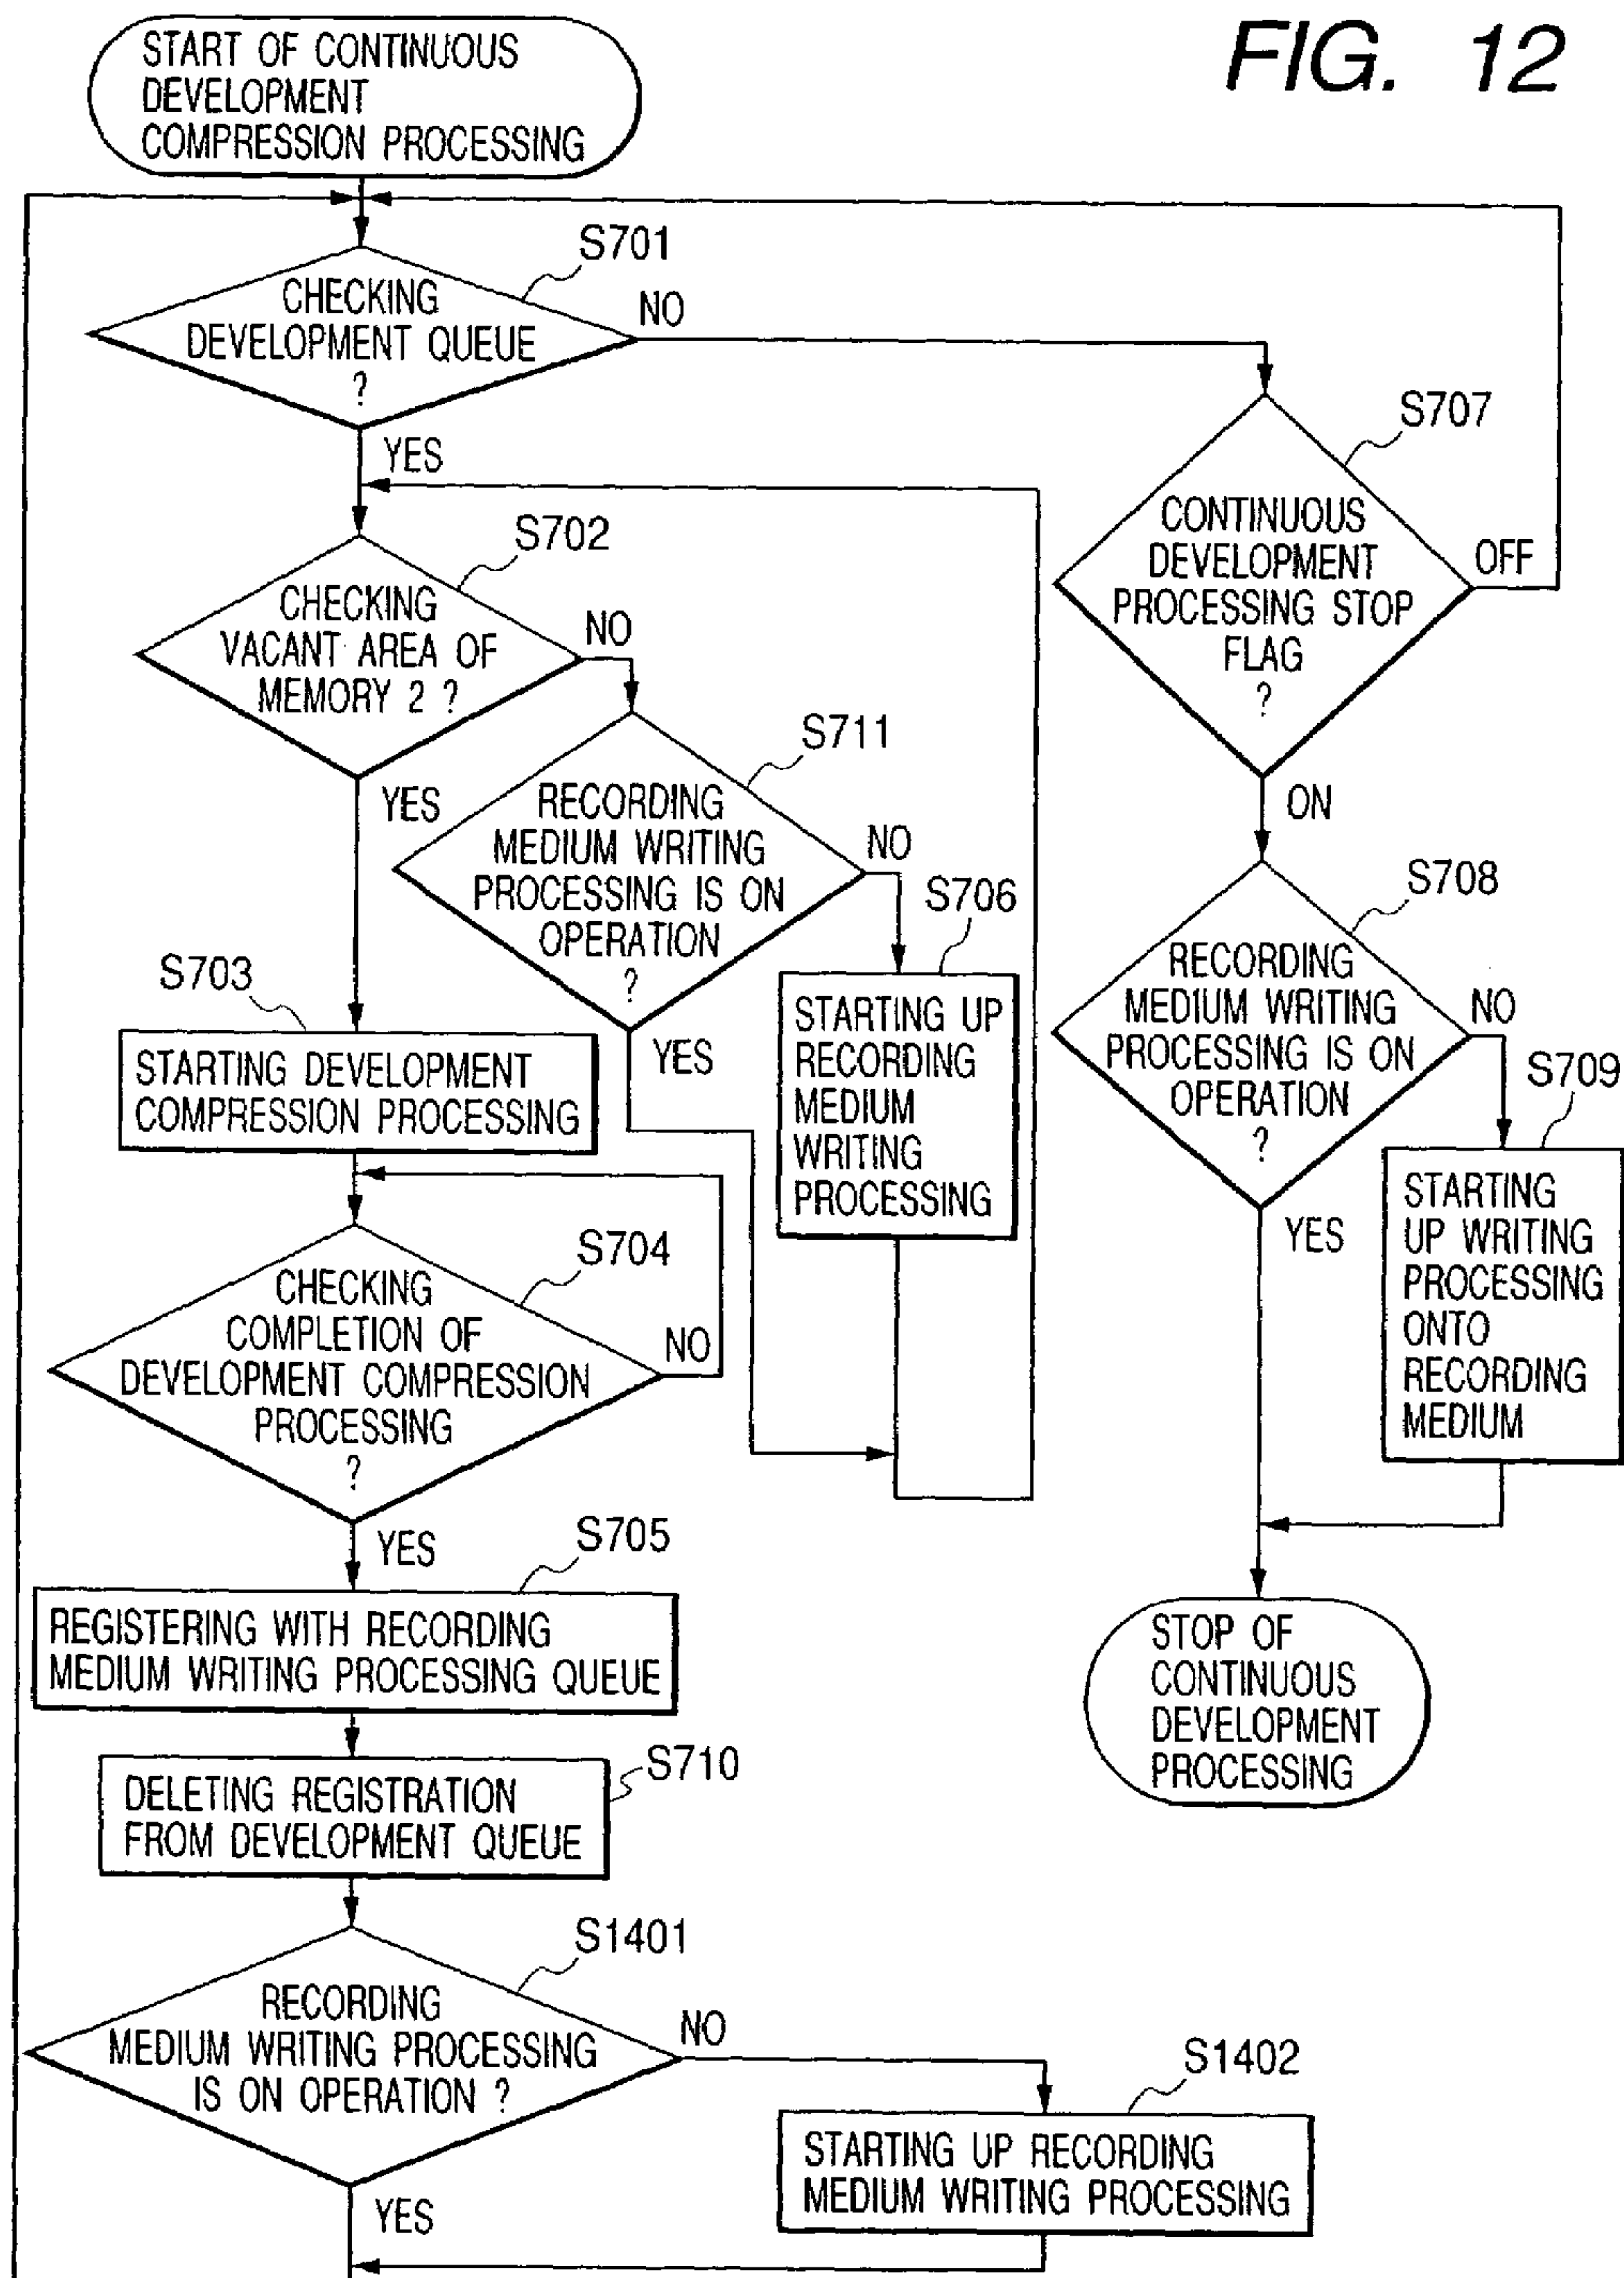 FIG. 12
START OF CONTINUOUS
DEVELOPMENT
COMPRESSION PROCESSING
S701
CHECKING
DEVELOPMENT QUEUE
?
NO
YES
S707
CONTINUOUS
DEVELOPMENT
PROCESSING STOP
FLAG
?
OFF
ON
S702
CHECKING
VACANT AREA OF
MEMORY 2 ?
NO
YES
S711
RECORDING
MEDIUM WRITING
PROCESSING IS ON
OPERATION
?
NO
YES
S706
STARTING UP
RECORDING
MEDIUM
WRITING
PROCESSING
S708
RECORDING
MEDIUM WRITING
PROCESSING IS ON
OPERATION
?
NO
YES
S709
STARTING
UP WRITING
PROCESSING
ONTO
RECORDING
MEDIUM
S703
STARTING DEVELOPMENT
COMPRESSION PROCESSING
S704
CHECKING
COMPLETION OF
DEVELOPMENT COMPRESSION
PROCESSING
?
NO
YES
S705
REGISTERING WITH RECORDING
MEDIUM WRITING PROCESSING QUEUE
STOP OF
CONTINUOUS
DEVELOPMENT
PROCESSING
S710
DELETING REGISTRATION
FROM DEVELOPMENT QUEUE
S1401
RECORDING
MEDIUM WRITING PROCESSING
IS ON OPERATION ?
NO
YES
S1402
STARTING UP RECORDING
MEDIUM WRITING PROCESSING